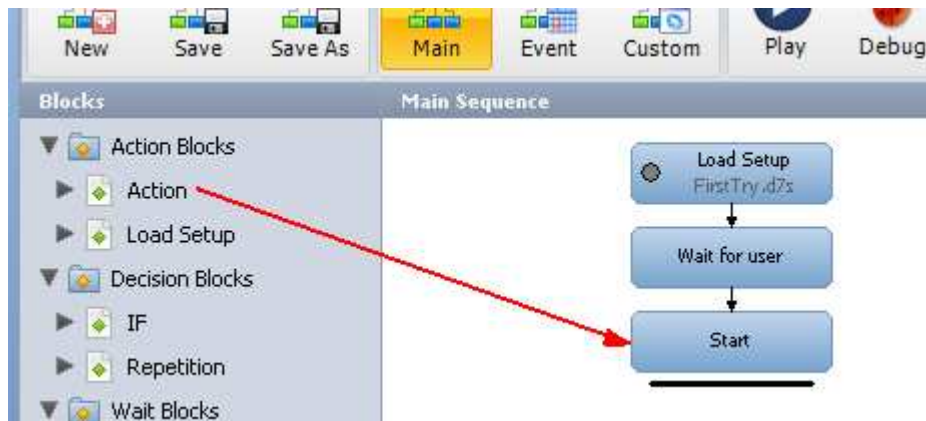 New Save Save As Main Event Custom Play Debug
Blocks
Main Sequence
Action Blocks
Action
Load Setup
Decision Blocks
IF
Repetition
Wait Blocks
Load Setup
FirstTry.d7s
Wait for user
Start